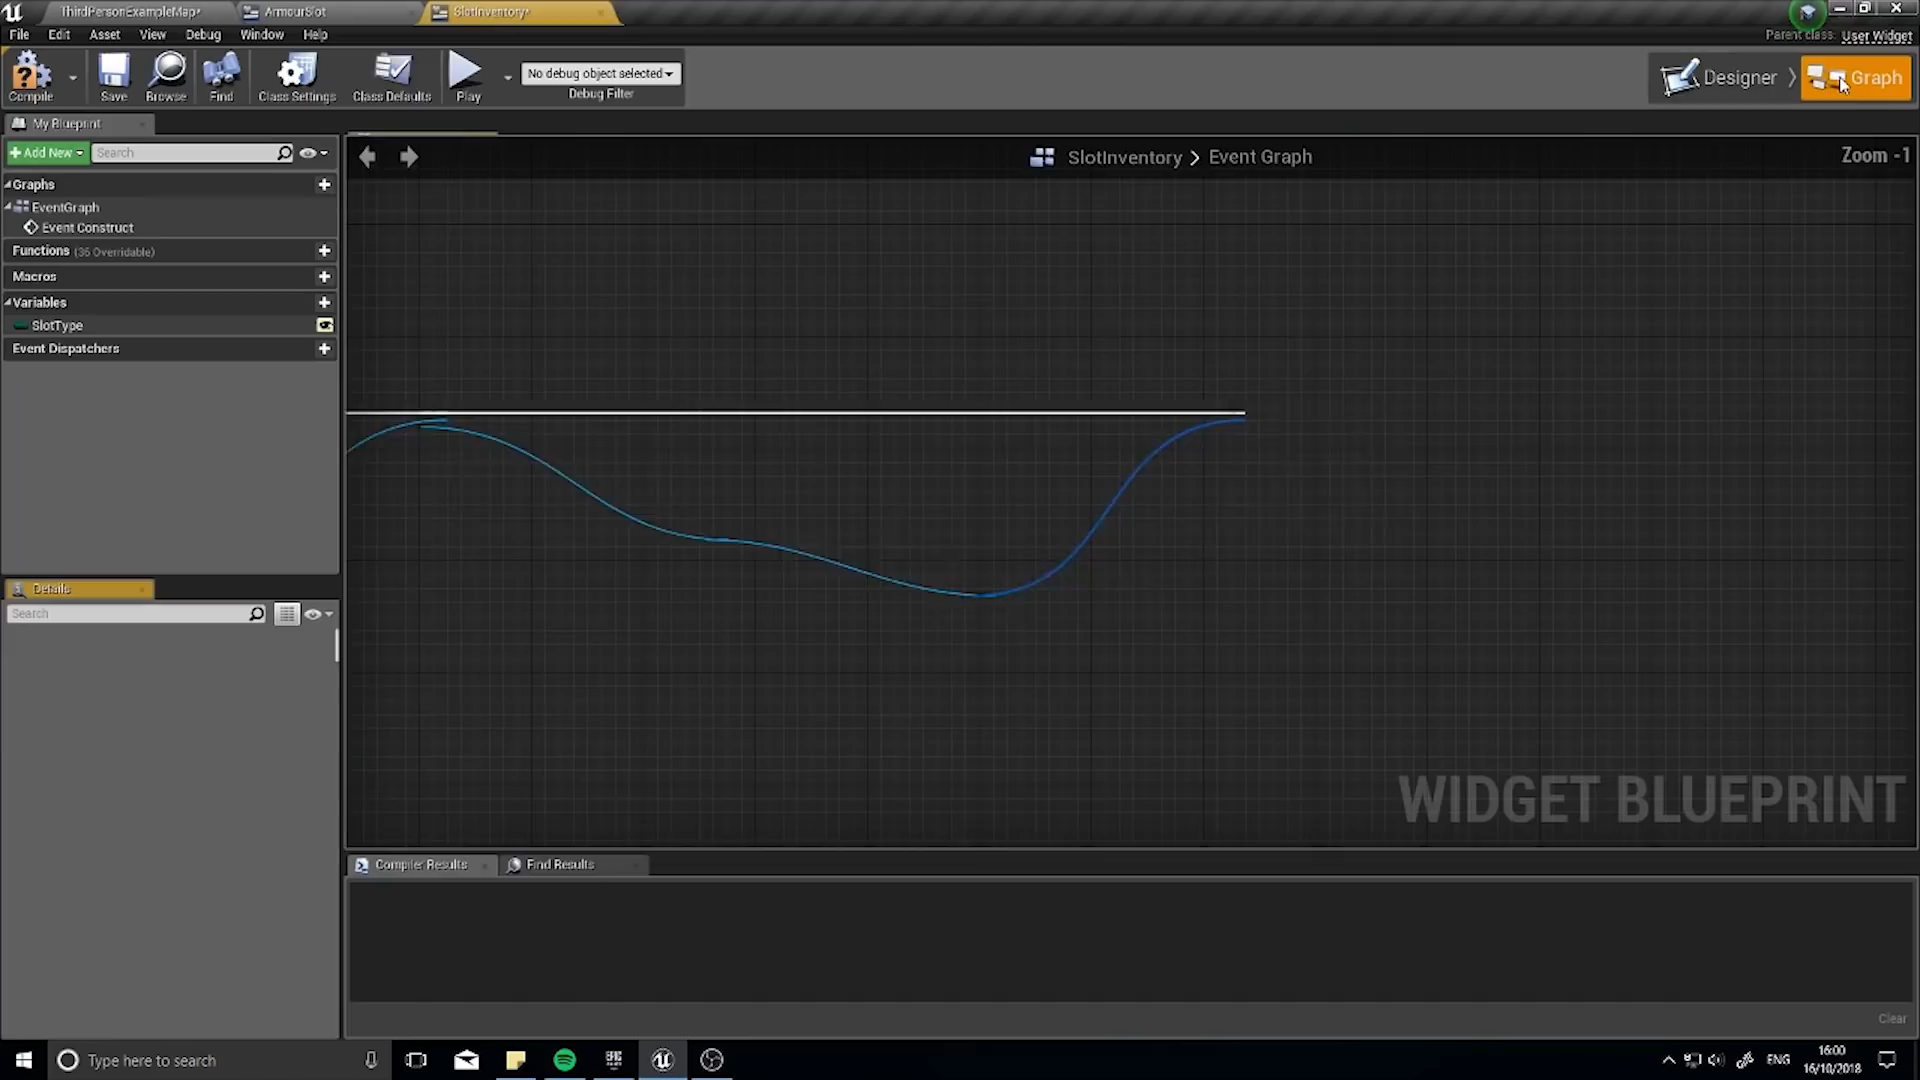 ThirdPersonExampleMap*
ArmourSlot
SlotInventory*
File Edit Asset View Debug Window Help
Parent class: User Widget
Compile
Save
Browse
Find
Class Settings
Class Defaults
Play
No debug object selected
Debug Filter
Designer
Graph
My Blueprint
Add New
Search
SlotInventory > Event Graph
Zoom -1
Graphs
EventGraph
Event Construct
Functions (36 Overridable)
Macros
Variables
SlotType
Event Dispatchers
Details
Search
WIDGET BLUEPRINT
Compiler Results
Find Results
Clear
Type here to search
ENG
16:00
16/10/2018